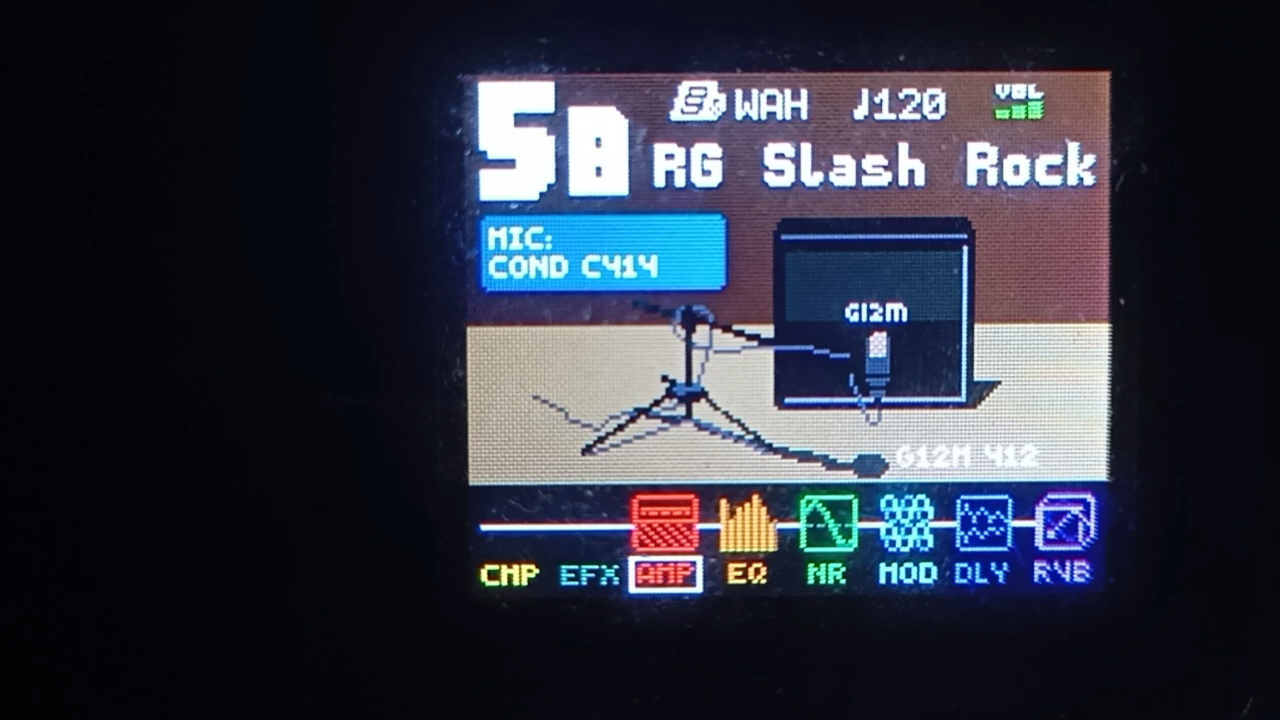 5B
WAH ♩120 VOL
RG Slash Rock
MIC:
COND C414
G12M
G12M 412
CMP EFX AMP EQ NR MOD DLY RVB